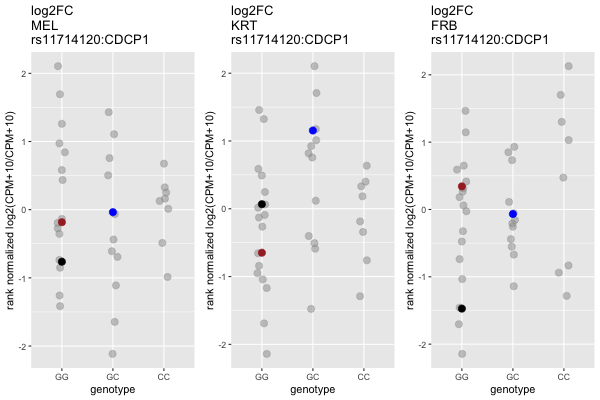 log2FC
MEL
rs11714120:CDCP1
rank normalized log2(CPM+10/CPM+10)
2
1
0
-1
-2
GG
GC
CC
genotype
log2FC
KRT
rs11714120:CDCP1
rank normalized log2(CPM+10/CPM+10)
2
1
0
-1
-2
GG
GC
CC
genotype
log2FC
FRB
rs11714120:CDCP1
rank normalized log2(CPM+10/CPM+10)
2
1
0
-1
-2
GG
GC
CC
genotype